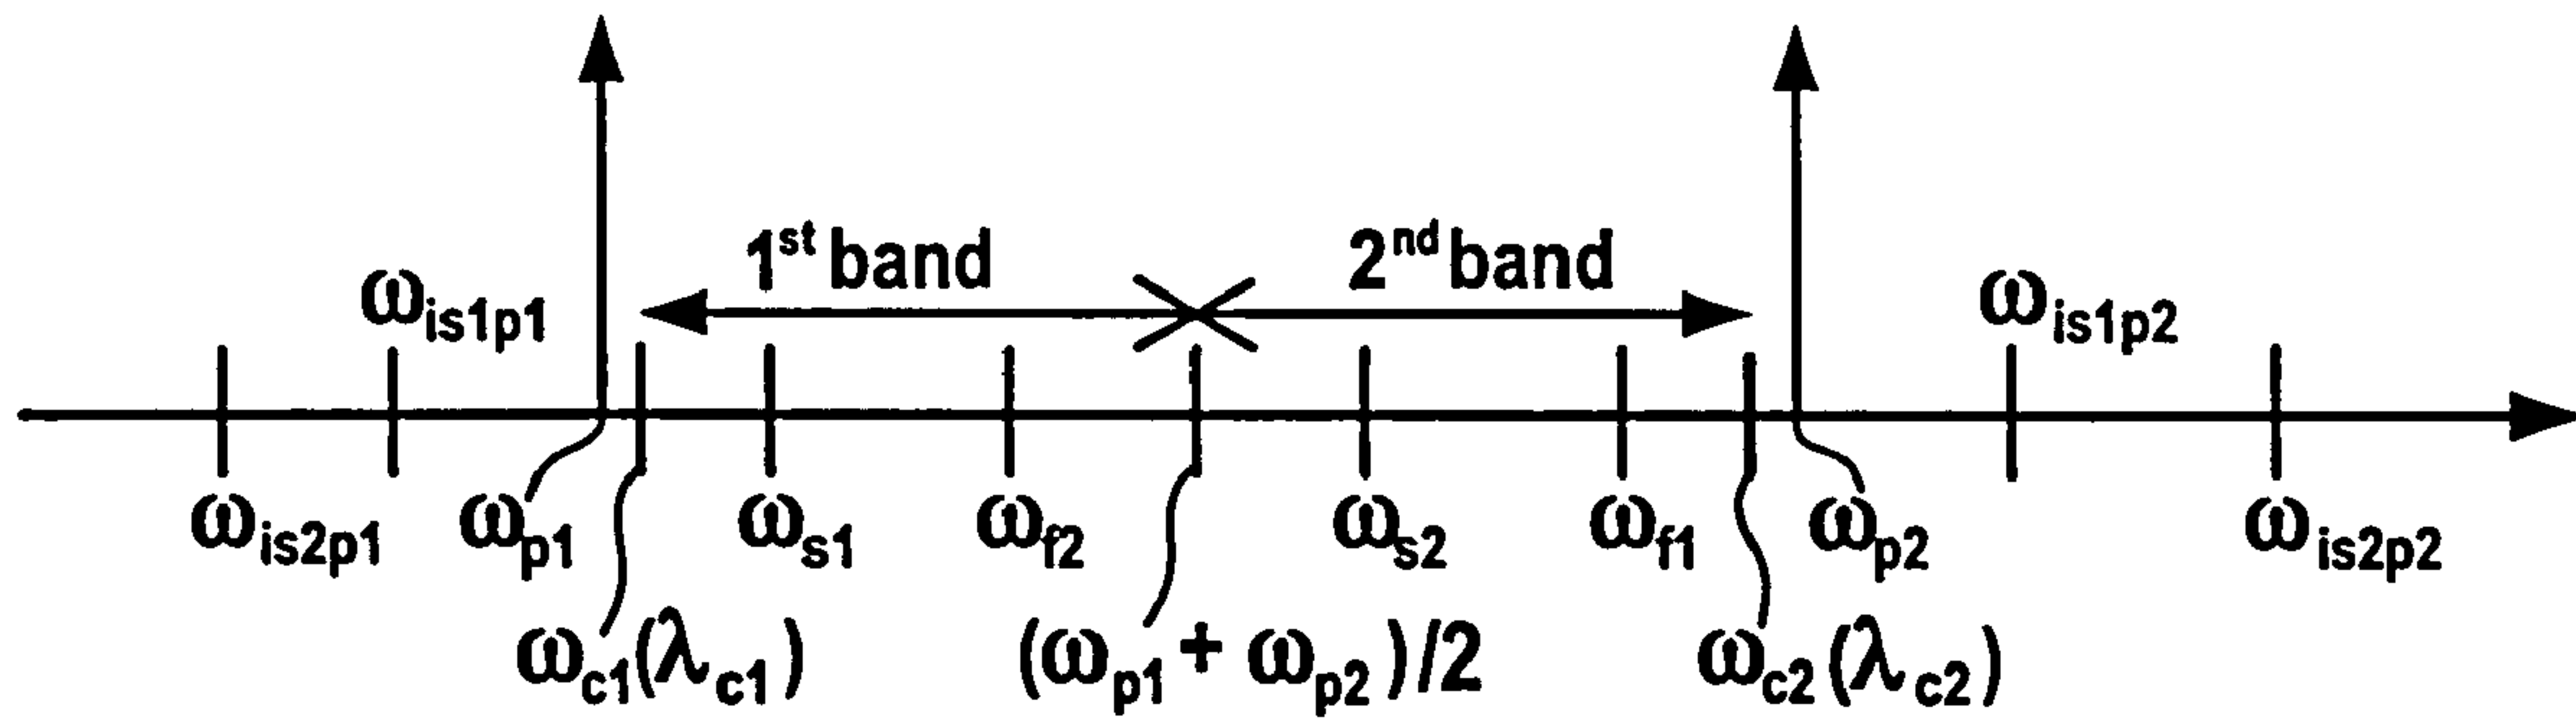 1st band 2nd band
ωis1p1 ωis1p2
ωis2p1 ωp1 ωs1 ωf2 ωs2 ωf1 ωp2 ωis2p2
ωc1(λc1) (ωp1 + ωp2)/2 ωc2(λc2)